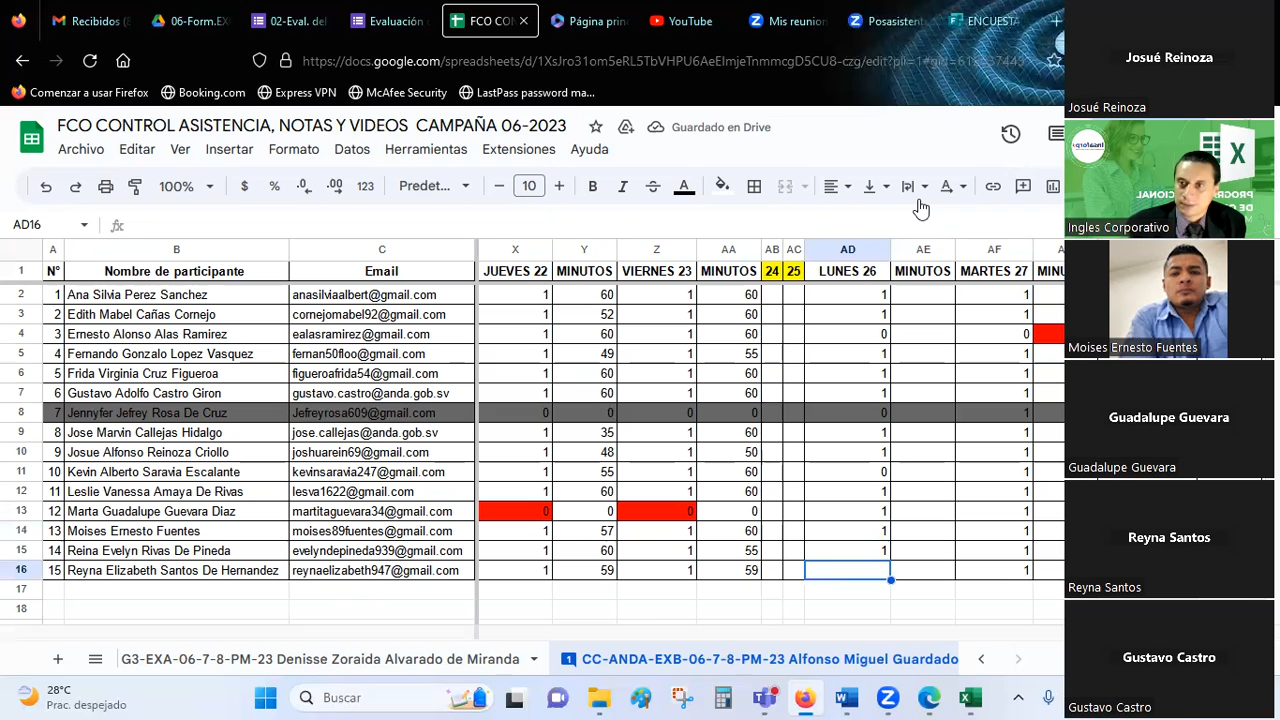 Recibidos (8
06-Form.EX
02-Eval. del
Evaluación
FCO CON
Página prin
YouTube
Mis reunion
Posasistent
ENCUESTA
https://docs.google.com/spreadsheets/d/
Comenzar a usar Firefox Booking.com Express VPN McAfee Security LastPass password ma...
FCO CONTROL ASISTENCIA, NOTAS Y VIDEOS CAMPAÑA 06-2023 Guardado en Drive
Archivo Editar Ver Insertar Formato Datos Herramientas Extensiones Ayuda
100% $ % .0 .00 123 Predet... − 10 + B I S A
AD16 fx
A B C X Y Z AA AB AC AD AE AF
1 N° Nombre de participante Email JUEVES 22 MINUTOS VIERNES 23 MINUTOS 24 25 LUNES 26 MINUTOS MARTES 27 MINU
2 1 Ana Silvia Perez Sanchez anasilviaalbert@gmail.com 1 60 1 60 1 1
3 2 Edith Mabel Cañas Cornejo cornejomabel92@gmail.com 1 52 1 60 1 1
4 3 Ernesto Alonso Alas Ramirez ealasramirez@gmail.com 1 60 1 60 0 0
5 4 Fernando Gonzalo Lopez Vasquez fernan50floo@gmail.com 1 49 1 55 1 1
6 5 Frida Virginia Cruz Figueroa figueroafrida54@gmail.com 1 60 1 60 1 1
7 6 Gustavo Adolfo Castro Giron gustavo.castro@anda.gob.sv 1 60 1 60 1 1
8 7 Jennyfer Jefrey Rosa De Cruz Jefreyrosa609@gmail.com 0 0 0 0 0 1
9 8 Jose Marvin Callejas Hidalgo jose.callejas@anda.gob.sv 1 35 1 60 1 1
10 9 Josue Alfonso Reinoza Criollo joshuarein69@gmail.com 1 48 1 50 1 1
11 10 Kevin Alberto Saravia Escalante kevinsaravia247@gmail.com 1 55 1 60 0 1
12 11 Leslie Vanessa Amaya De Rivas lesva1622@gmail.com 1 60 1 60 1 1
13 12 Marta Guadalupe Guevara Diaz martitaguevara34@gmail.com 0 0 0 0 1 1
14 13 Moises Ernesto Fuentes moises89fuentes@gmail.com 1 57 1 60 1 1
15 14 Reina Evelyn Rivas De Pineda evelyndepineda939@gmail.com 1 60 1 55 1 1
16 15 Reyna Elizabeth Santos De Hernandez reynaelizabeth947@gmail.com 1 59 1 59 1
17
18
G3-EXA-06-7-8-PM-23 Denisse Zoraida Alvarado de Miranda 1 CC-ANDA-EXB-06-7-8-PM-23 Alfonso Miguel Guardado
28°C
Prac. despejado
Buscar
Josué Reinoza
Josué Reinoza
Insaforp
X
Ingles Corporativo
Moises Ernesto Fuentes
Guadalupe Guevara
Guadalupe Guevara
Reyna Santos
Reyna Santos
Gustavo Castro
Gustavo Castro